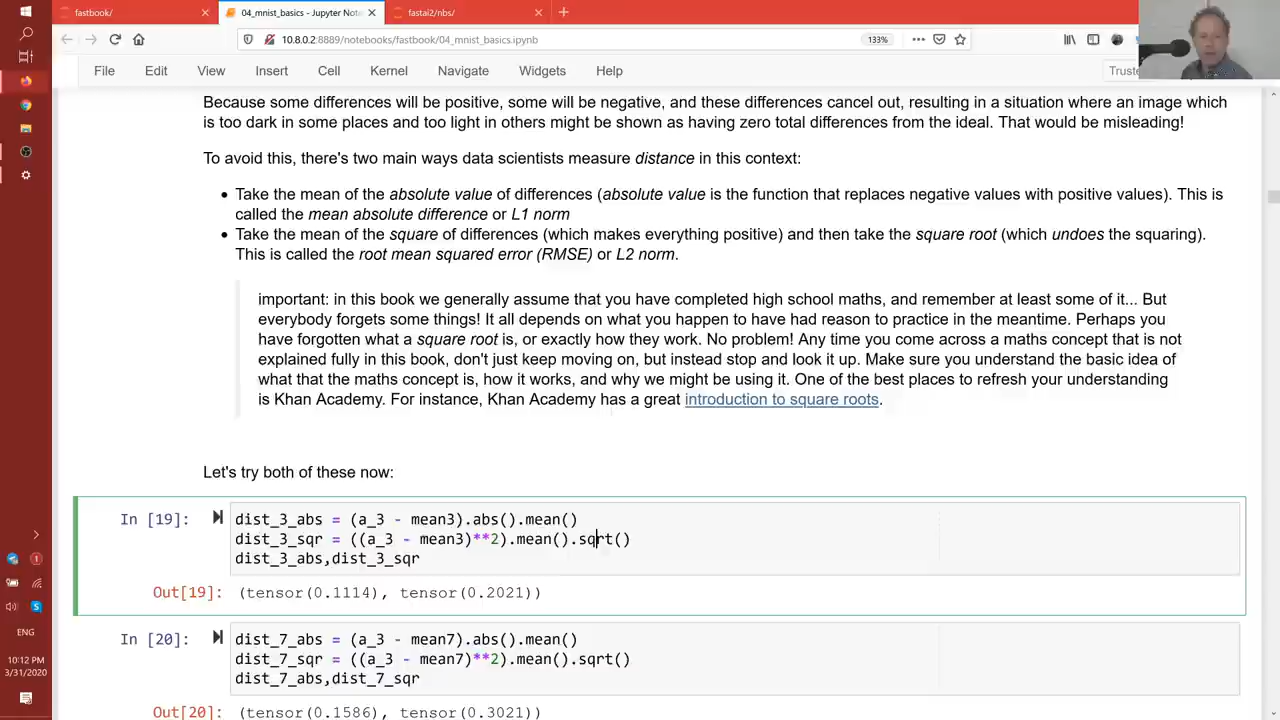 fastbook/
04_mnist_basics - Jupyter Not
fastai2/nbs/
10.8.0.2:8889/notebooks/fastbook/04_mnist_basics.ipynb
133%
File Edit View Insert Cell Kernel Navigate Widgets Help
Truste
Because some differences will be positive, some will be negative, and these differences cancel out, resulting in a situation where an image which
is too dark in some places and too light in others might be shown as having zero total differences from the ideal. That would be misleading!
To avoid this, there's two main ways data scientists measure distance in this context:
• Take the mean of the absolute value of differences (absolute value is the function that replaces negative values with positive values). This is
called the mean absolute difference or L1 norm
• Take the mean of the square of differences (which makes everything positive) and then take the square root (which undoes the squaring).
This is called the root mean squared error (RMSE) or L2 norm.
important: in this book we generally assume that you have completed high school maths, and remember at least some of it... But
everybody forgets some things! It all depends on what you happen to have had reason to practice in the meantime. Perhaps you
have forgotten what a square root is, or exactly how they work. No problem! Any time you come across a maths concept that is not
explained fully in this book, don't just keep moving on, but instead stop and look it up. Make sure you understand the basic idea of
what that the maths concept is, how it works, and why we might be using it. One of the best places to refresh your understanding
is Khan Academy. For instance, Khan Academy has a great introduction to square roots.
Let's try both of these now:
In [19]: dist_3_abs = (a_3 - mean3).abs().mean()
dist_3_sqr = ((a_3 - mean3)**2).mean().sqrt()
dist_3_abs,dist_3_sqr
Out[19]: (tensor(0.1114), tensor(0.2021))
In [20]: dist_7_abs = (a_3 - mean7).abs().mean()
dist_7_sqr = ((a_3 - mean7)**2).mean().sqrt()
dist_7_abs,dist_7_sqr
Out[20]: (tensor(0.1586), tensor(0.3021))
ENG
10:12 PM
3/31/2020